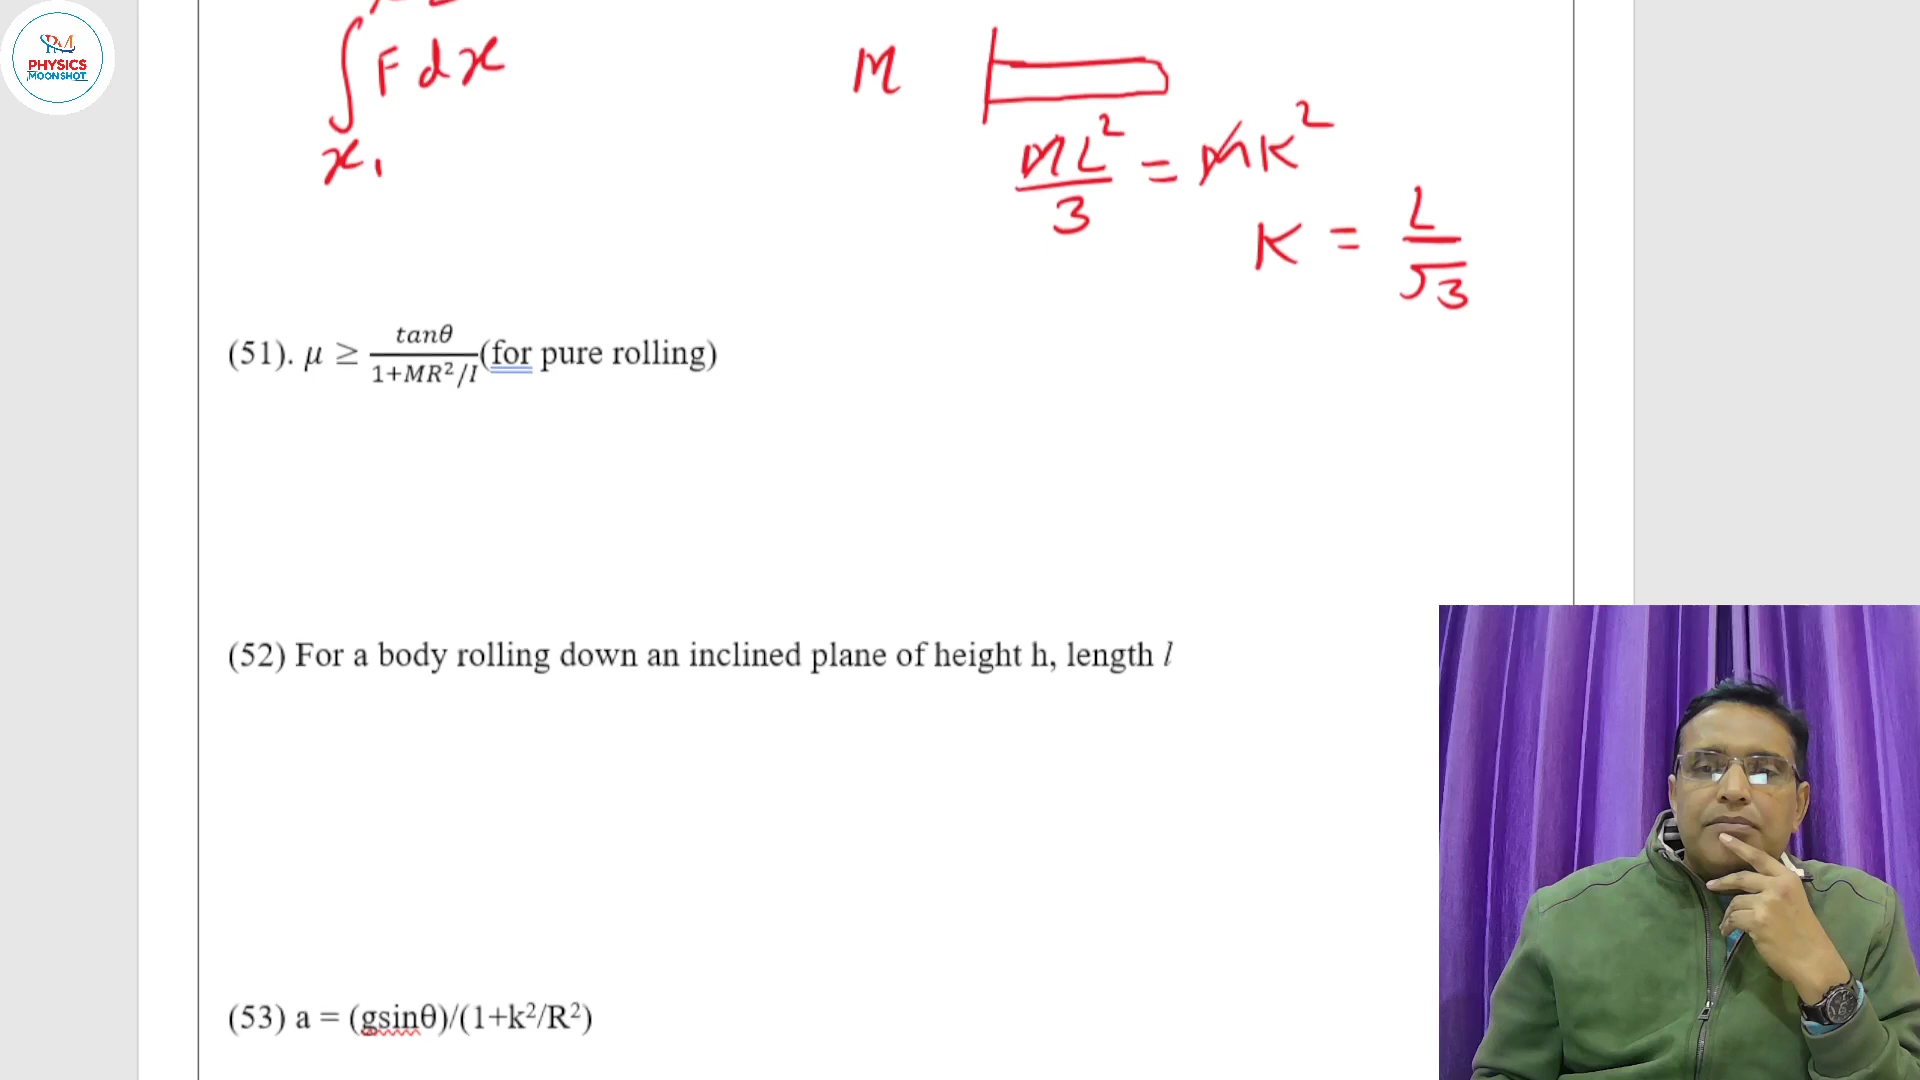 PHYSICS
MOONSHOT
∫ F dx
x₁
M
ML²/3 = MK²
K = L/√3
(51). μ ≥ tanθ/(1+MR²/I) (for pure rolling)
(52) For a body rolling down an inclined plane of height h, length l
(53) a = (gsinθ)/(1+k²/R²)